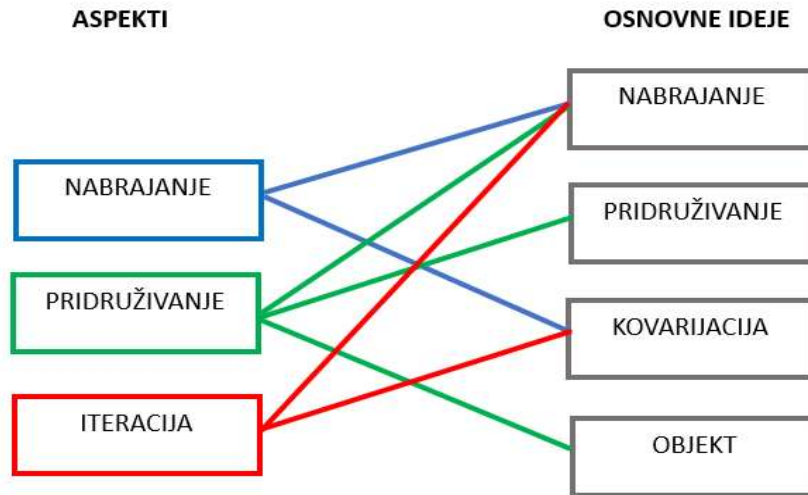 ASPEKTI
OSNOVNE IDEJE
NABRAJANJE
PRIDRUŽIVANJE
ITERACIJA
NABRAJANJE
PRIDRUŽIVANJE
KOVARIJACIJA
OBJEKT